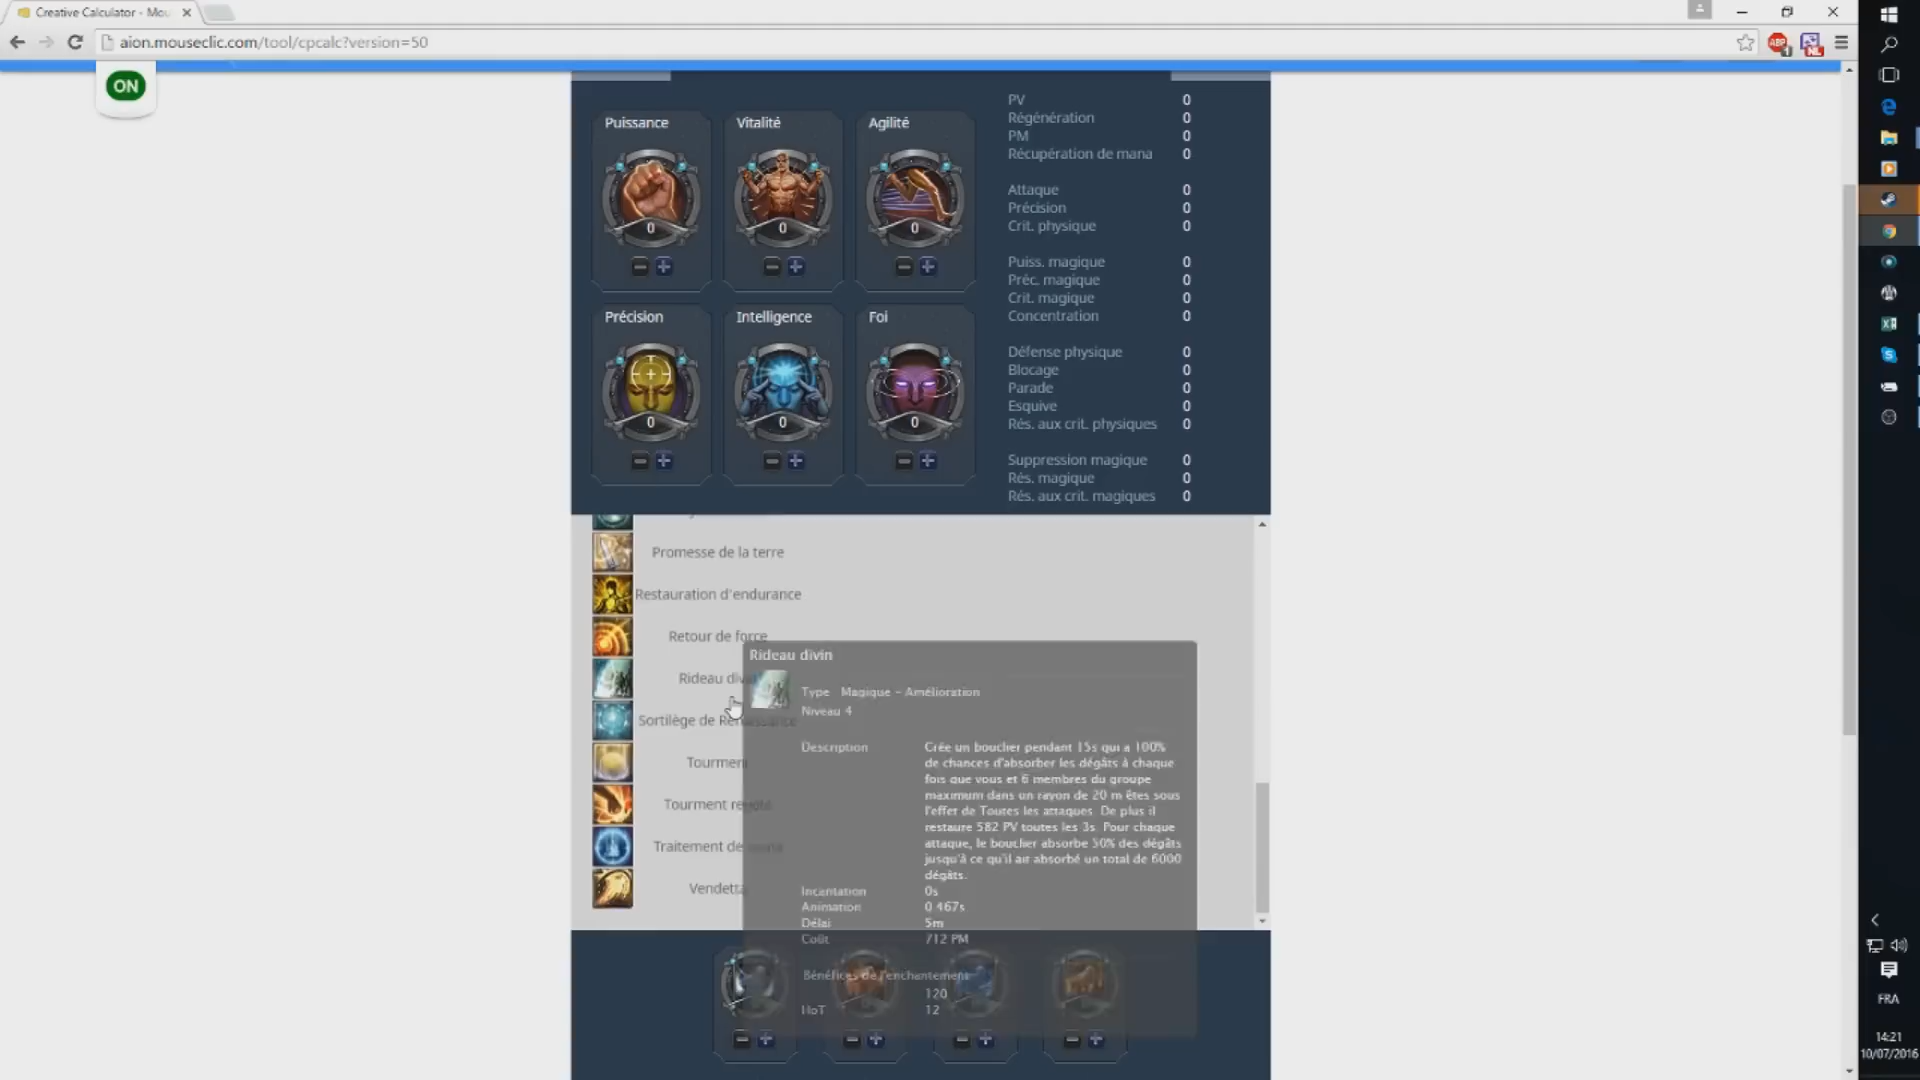 Creative Calculator - Mou
aion.mouseclic.com/tool/cpcalc?version=50
ABP
1
NL
ON
Puissance
Vitalité
Agilité
0
0
0
Précision
Intelligence
Foi
0
0
0
PV 0
Régénération 0
PM 0
Récupération de mana 0
Attaque 0
Précision 0
Crit. physique 0
Puiss. magique 0
Préc. magique 0
Crit. magique 0
Concentration 0
Défense physique 0
Blocage 0
Parade 0
Esquive 0
Rés. aux crit. physiques 0
Suppression magique 0
Rés. magique 0
Rés. aux crit. magiques 0
Promesse de la terre
Restauration d'endurance
Retour de force
Rideau divin
Sortilège de Renaissance
Tourment
Tourment
Traitement de
Vendetta
Rideau divin
Type Magique - Amélioration
Niveau 4
Description
Crée un bouclier pendant 15s qui a 100%
de chances d'absorber les dégâts à chaque
fois que vous et 6 membres du groupe
maximum dans un rayon de 20 m êtes sous
l'effet de Toutes les attaques. De plus il
restaure 582 PV toutes les 3s. Pour chaque
attaque, le bouclier absorbe 50% des dégâts
jusqu'à ce qu'il ait absorbé un total de 6000
dégâts.
Incantation 0s
Animation 0.467s
Délai 5m
Coût 712 PM
Bénéfices de l'enchantement
120
HoT 12
FRA
14:21
10/07/2016